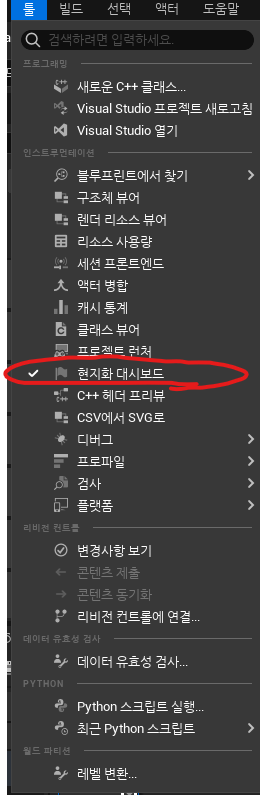 툴 빌드 선택 액터 도움말
검색하려면 입력하세요.
프로그래밍
새로운 C++ 클래스...
Visual Studio 프로젝트 새로고침
Visual Studio 열기
인스트루먼테이션
블루프린트에서 찾기
구조체 뷰어
렌더 리소스 뷰어
리소스 사용량
세션 프론트엔드
액터 병합
캐시 통계
클래스 뷰어
프로젝트 런처
현지화 대시보드
C++ 헤더 프리뷰
CSV에서 SVG로
디버그
프로파일
검사
플랫폼
리비전 컨트롤
변경사항 보기
콘텐츠 제출
콘텐츠 동기화
리비전 컨트롤에 연결...
데이터 유효성 검사
데이터 유효성 검사...
PYTHON
Python 스크립트 실행...
최근 Python 스크립트
월드 파티션
레벨 변환...